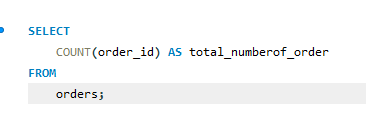 SELECT
COUNT(order_id) AS total_numberof_order
FROM
orders;